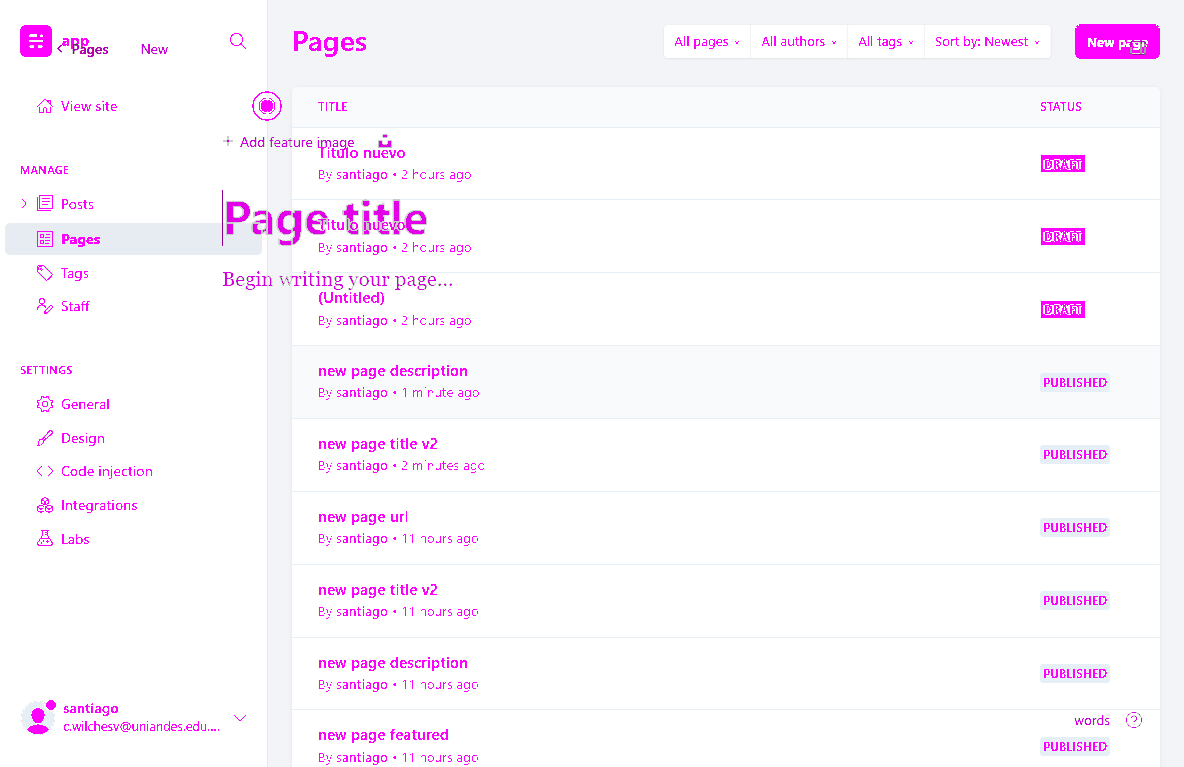 app
Pages
New
Pages
All pages
All authors
All tags
Sort by: Newest
New page
View site
TITLE
STATUS
Add feature image
Titulo nuevo
By santiago • 2 hours ago
DRAFT
MANAGE
Posts
Pages
Tags
Staff
Page title
Titulo nuevo
By santiago • 2 hours ago
DRAFT
Begin writing your page...
(Untitled)
By santiago • 2 hours ago
DRAFT
SETTINGS
General
Design
Code injection
Integrations
Labs
new page description
By santiago • 1 minute ago
PUBLISHED
new page title v2
By santiago • 2 minutes ago
PUBLISHED
new page url
By santiago • 11 hours ago
PUBLISHED
new page title v2
By santiago • 11 hours ago
PUBLISHED
new page description
By santiago • 11 hours ago
PUBLISHED
new page featured
By santiago • 11 hours ago
PUBLISHED
santiago
c.wilchesv@uniandes.edu....
words